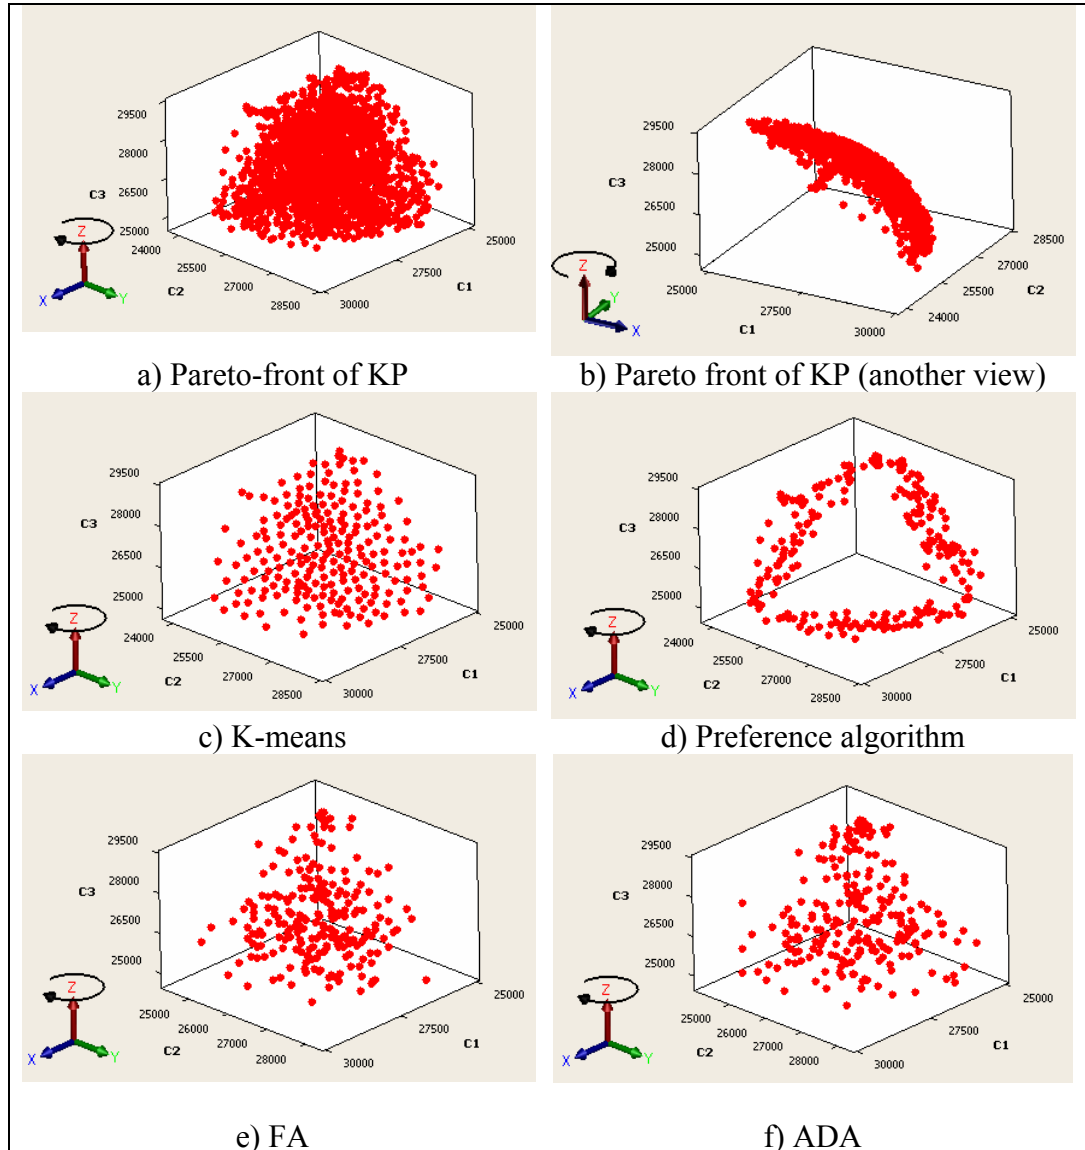 29500
28000
26500
25000
C3
24000
25500
27000
28500
C2
30000
27500
25000
C1
Z
X
Y
a) Pareto-front of KP
29500
28000
26500
25000
C3
25000
27500
30000
C1
24000
25500
27000
28500
C2
Z
Y
X
b) Pareto front of KP (another view)
29500
28000
26500
25000
C3
24000
25500
27000
28500
C2
30000
27500
25000
C1
Z
X
Y
c) K-means
29500
28000
26500
25000
C3
24000
25500
27000
28500
C2
30000
27500
25000
C1
Z
X
Y
d) Preference algorithm
29500
28000
26500
25000
C3
25000
26000
27000
28000
C2
30000
27500
25000
C1
Z
X
Y
e) FA
29500
28000
26500
25000
C3
25000
26000
27000
28000
C2
30000
27500
25000
C1
Z
X
Y
f) ADA